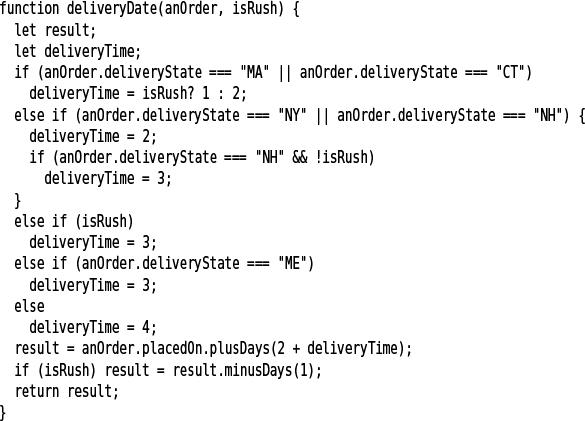 function deliveryDate(anOrder, isRush) {
  let result;
  let deliveryTime;
  if (anOrder.deliveryState === "MA" || anOrder.deliveryState === "CT")
    deliveryTime = isRush? 1 : 2;
  else if (anOrder.deliveryState === "NY" || anOrder.deliveryState === "NH") {
    deliveryTime = 2;
    if (anOrder.deliveryState === "NH" && !isRush)
      deliveryTime = 3;
  }
  else if (isRush)
    deliveryTime = 3;
  else if (anOrder.deliveryState === "ME")
    deliveryTime = 3;
  else
    deliveryTime = 4;
  result = anOrder.placedOn.plusDays(2 + deliveryTime);
  if (isRush) result = result.minusDays(1);
  return result;
}